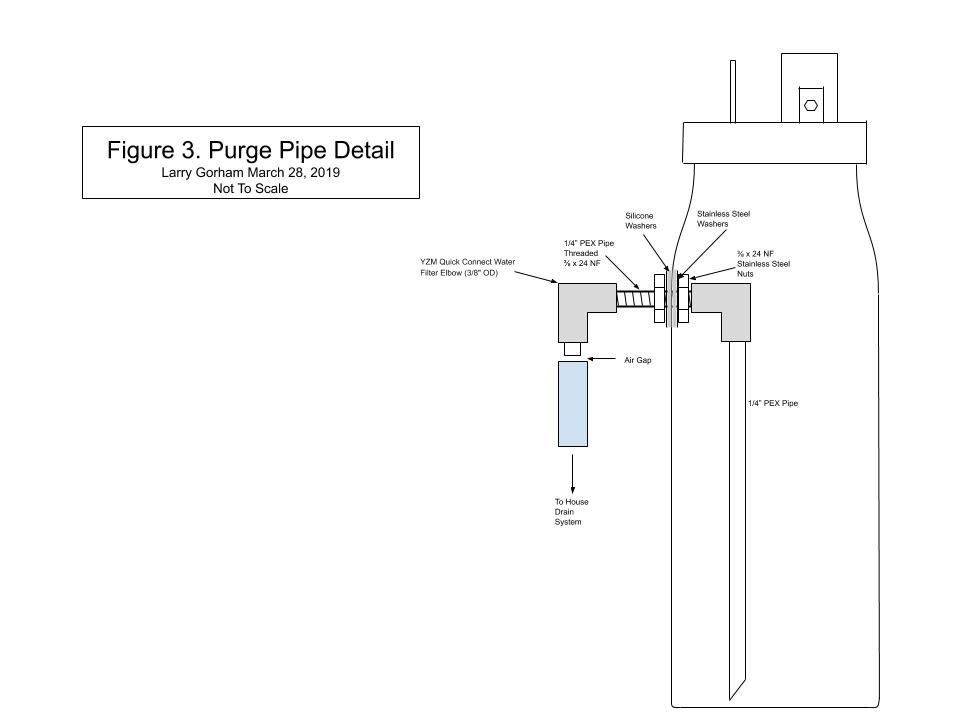 Figure 3. Purge Pipe Detail
Larry Gorham March 28, 2019
Not To Scale
Silicone
Washers
Stainless Steel
Washers
1/4" PEX Pipe
Threaded
⅜ x 24 NF
⅜ x 24 NF
Stainless Steel
Nuts
YZM Quick Connect Water
Filter Elbow (3/8" OD)
Air Gap
1/4" PEX Pipe
To House
Drain
System